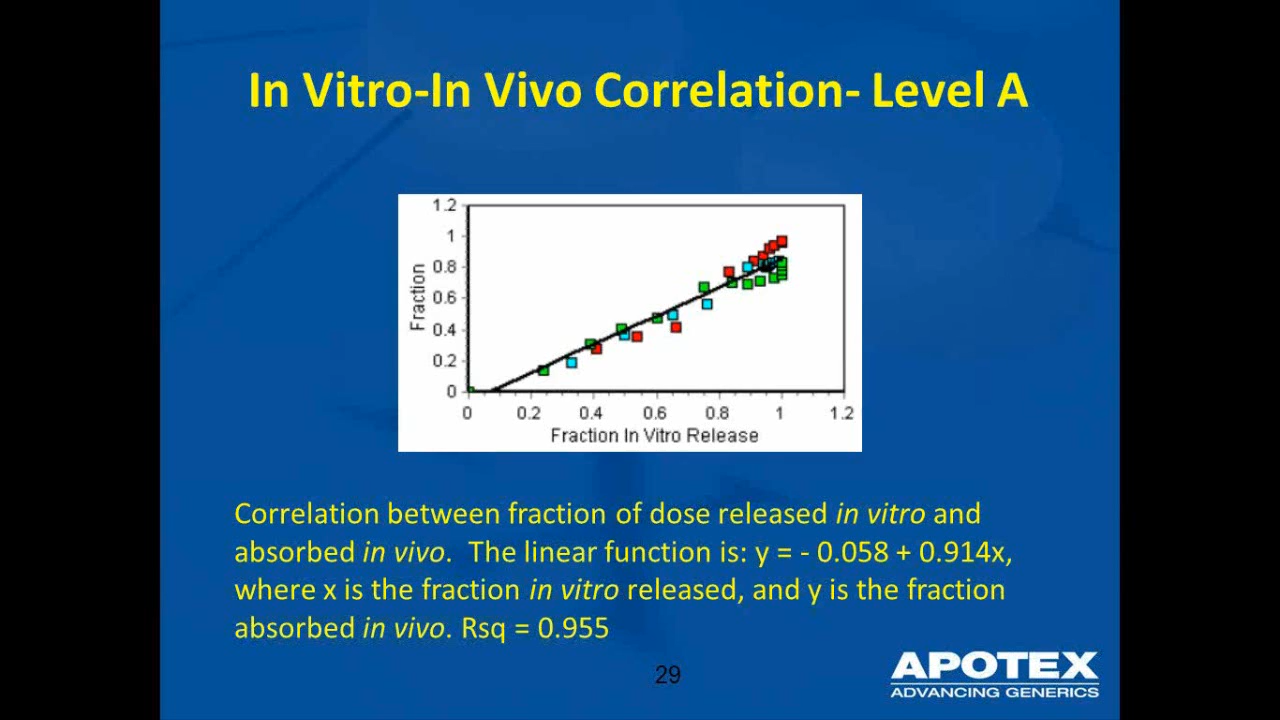 In Vitro-In Vivo Correlation- Level A
1.2
1
0.8
0.6
0.4
0.2
0
Fraction
0 0.2 0.4 0.6 0.8 1 1.2
Fraction In Vitro Release
Correlation between fraction of dose released in vitro and
absorbed in vivo. The linear function is: y = - 0.058 + 0.914x,
where x is the fraction in vitro released, and y is the fraction
absorbed in vivo. Rsq = 0.955
29
APOTEX
ADVANCING GENERICS